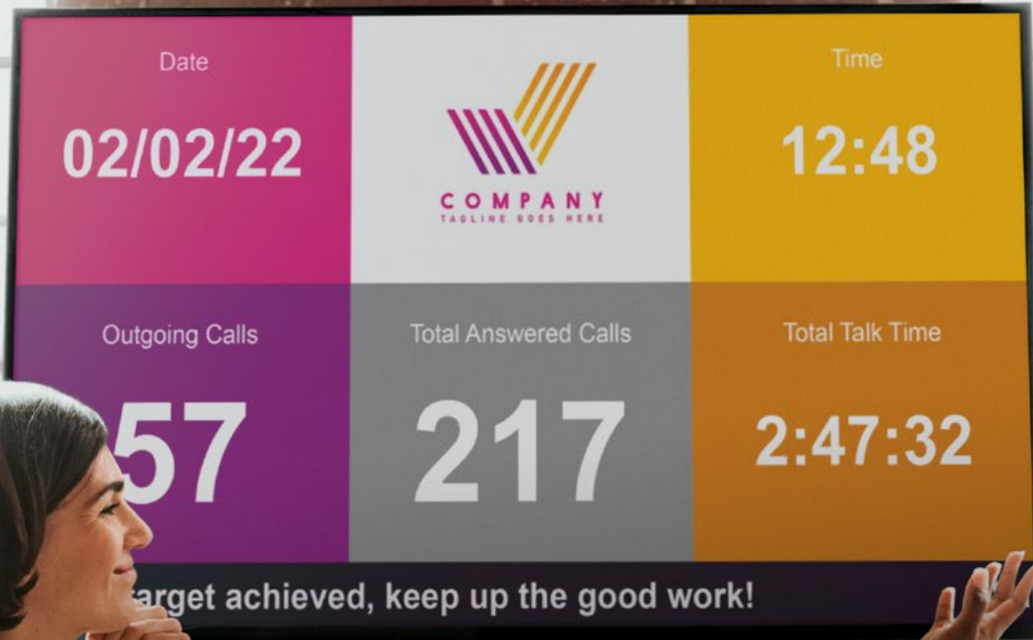 Date
02/02/22
COMPANY
TAGLINE GOES HERE
Time
12:48
Outgoing Calls
57
Total Answered Calls
217
Total Talk Time
2:47:32
achieved, keep up the good work!